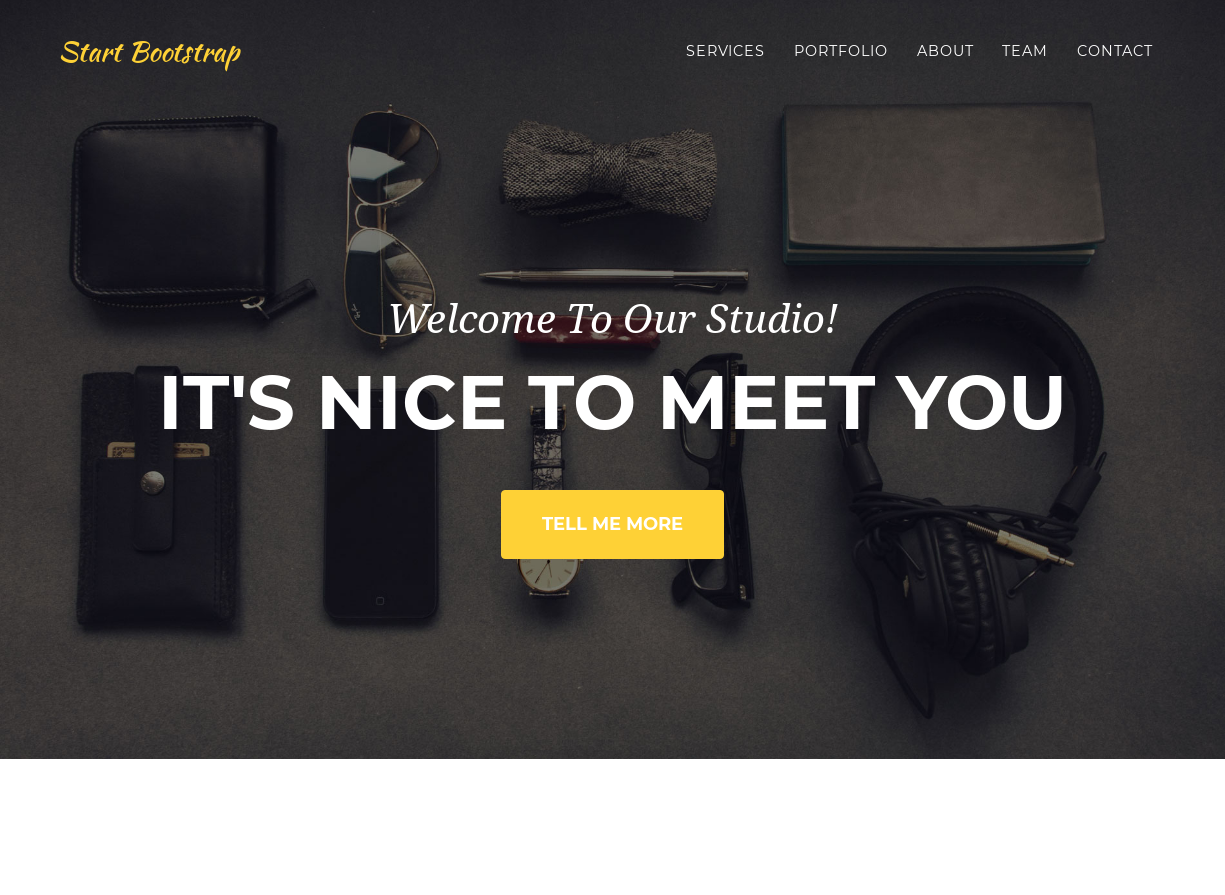 Start Bootstrap
SERVICES PORTFOLIO ABOUT TEAM CONTACT
Welcome To Our Studio!
IT'S NICE TO MEET YOU
TELL ME MORE